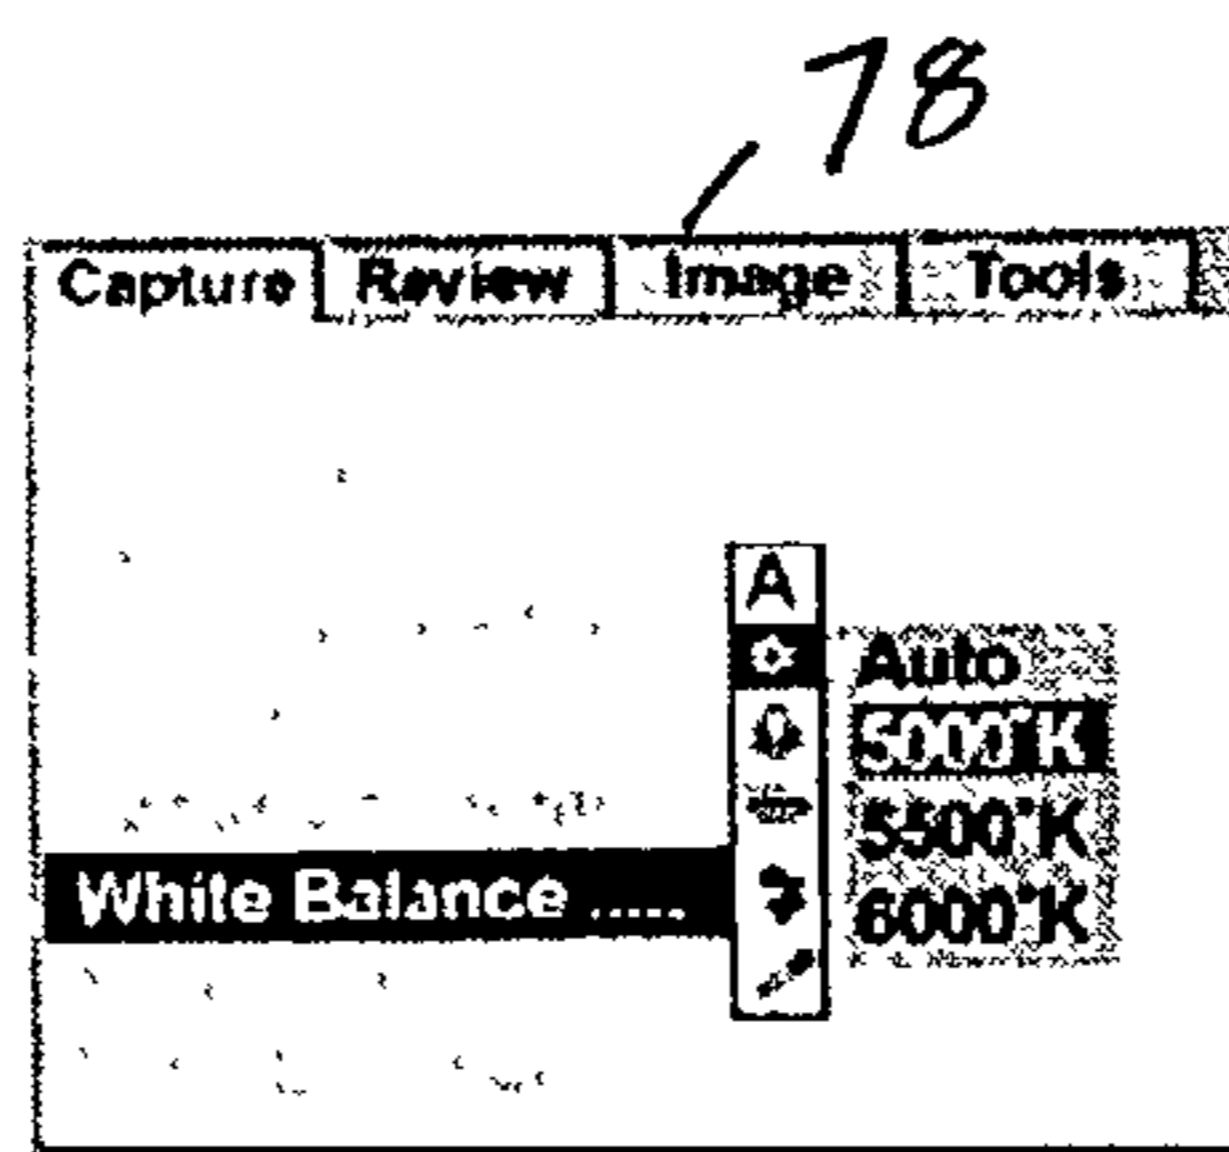 78
Capture Review Image Tools
A
Auto
5000°K
5500°K
White Balance .....
6000°K